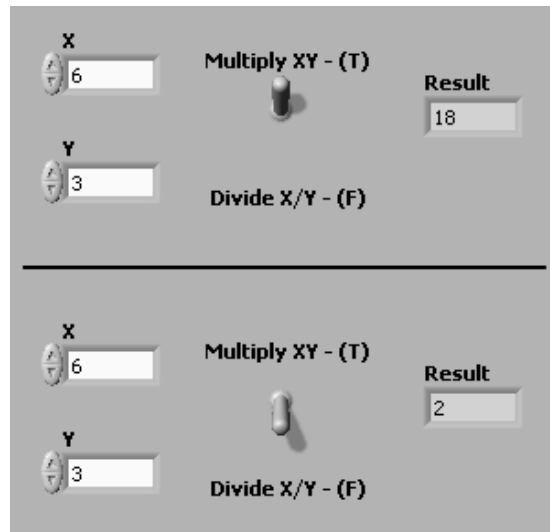 X
6
Multiply XY - (T)
Result
18
Y
3
Divide X/Y - (F)
X
6
Multiply XY - (T)
Result
2
Y
3
Divide X/Y - (F)